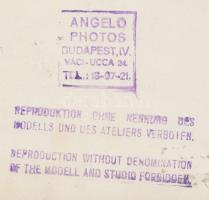 ANGELO
PHOTOS
BUDAPEST, IV.
VÁCI-UCCA 24.
TEL.: 18-07-21.
REPRODUKTION OHNE NENNUNG DES
MODELLS UND DES ATELIERS VERBOTEN.
REPRODUCTION WITHOUT DENOMINATION
OF THE MODELL AND STUDIO FORBIDDEN.